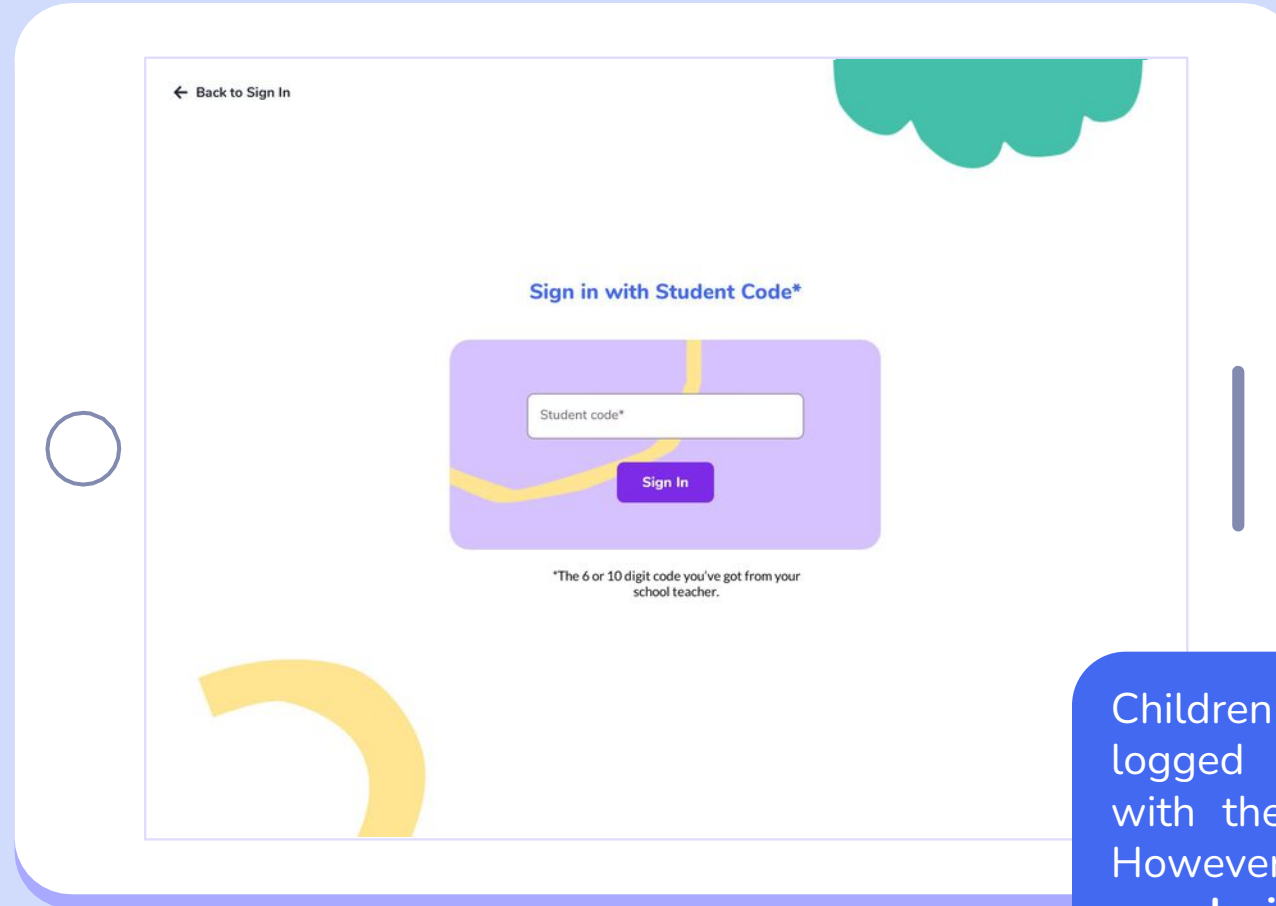 ← Back to Sign In
Sign in with Student Code*
Student code*
Sign In
*The 6 or 10 digit code you've got from your
school teacher.
Children
logged
with the
However